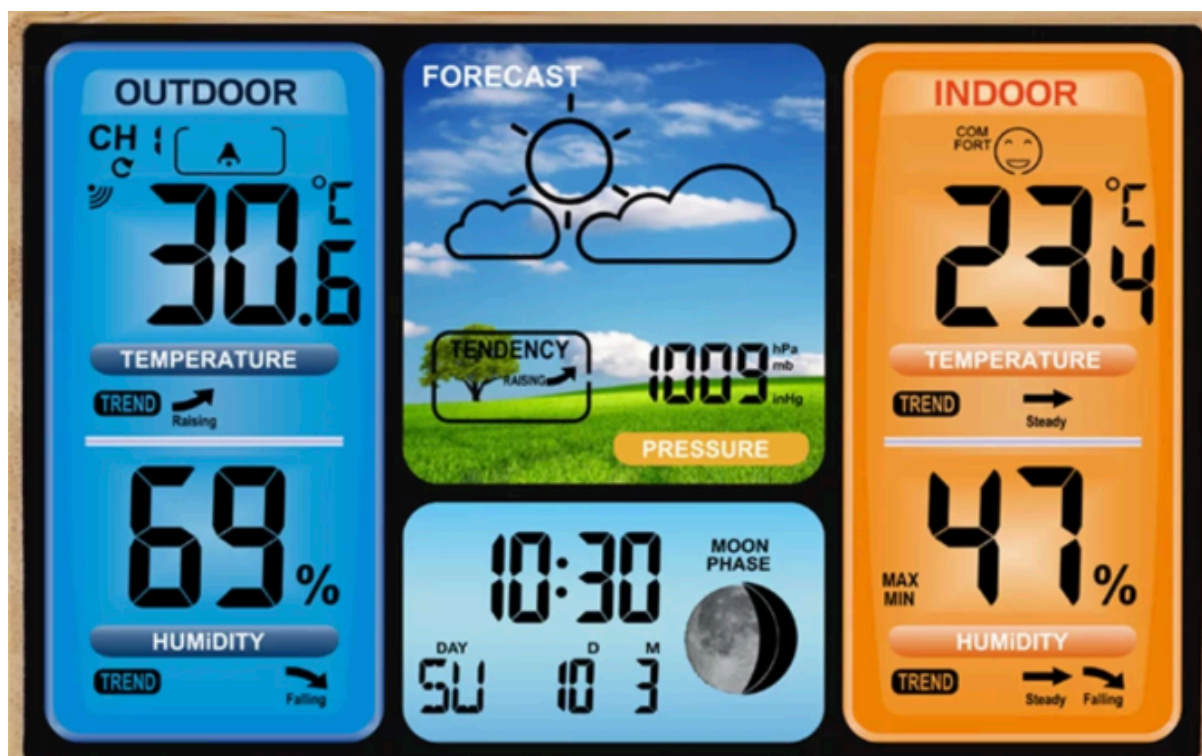 OUTDOOR
CH 1
30.6 °C
TEMPERATURE
TREND Raising
69%
HUMiDITY
TREND Falling
FORECAST
TENDENCY
RAISING
1009 hPa
mb
inHg
PRESSURE
10:30
MOON
PHASE
DAY D M
SU 10 3
INDOOR
COM
FORT
23.4 °C
TEMPERATURE
TREND Steady
47%
MAX
MIN
HUMiDITY
TREND Steady Falling